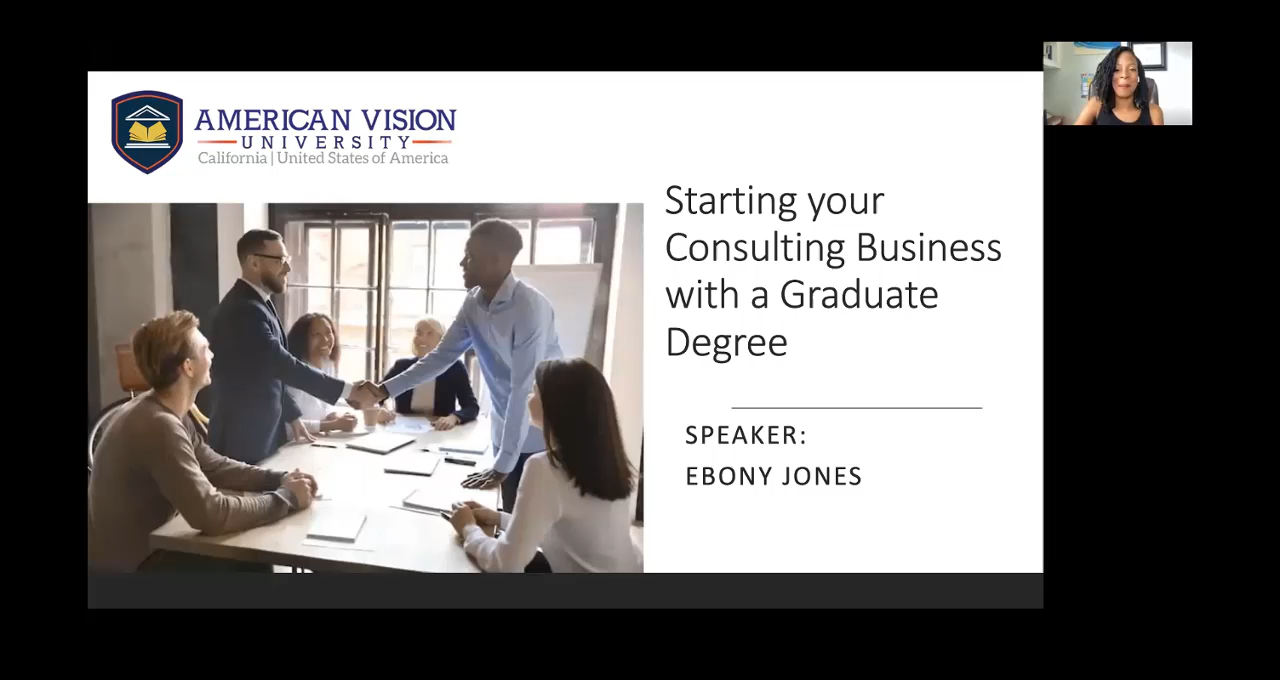 AMERICAN VISION
UNIVERSITY
California | United States of America
Starting your
Consulting Business
with a Graduate
Degree
SPEAKER:
EBONY JONES